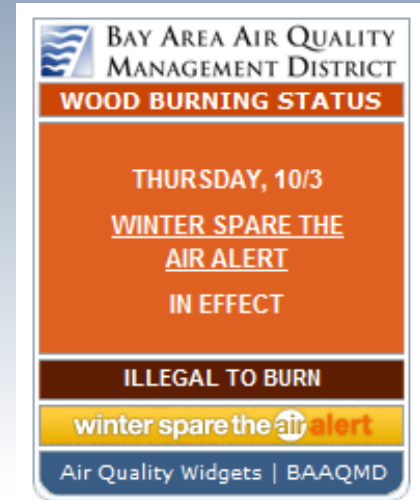 BAY AREA AIR QUALITY
MANAGEMENT DISTRICT
WOOD BURNING STATUS
THURSDAY, 10/3
WINTER SPARE THE
AIR ALERT
IN EFFECT
ILLEGAL TO BURN
winter spare the air alert
Air Quality Widgets | BAAQMD